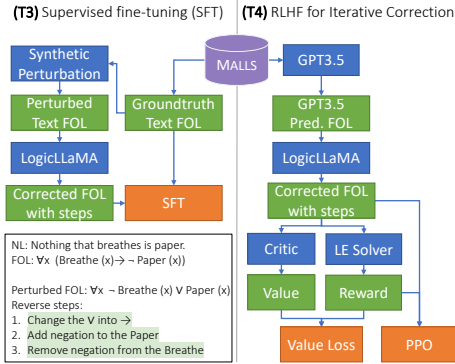 (T3) Supervised fine-tuning (SFT)
(T4) RLHF for Iterative Correction
Synthetic
Perturbation
MALLS
GPT3.5
Perturbed
Text FOL
Groundtruth
Text FOL
GPT3.5
Pred. FOL
LogicLLaMA
LogicLLaMA
Corrected FOL
with steps
SFT
Corrected FOL
with steps
Critic
LE Solver
Value
Reward
Value Loss
PPO
NL: Nothing that breathes is paper.
FOL: ∀x (Breathe (x)→ ¬ Paper (x))
Perturbed FOL: ∀x ¬ Breathe (x) ∨ Paper (x)
Reverse steps:
1. Change the ∨ into →
2. Add negation to the Paper
3. Remove negation from the Breathe